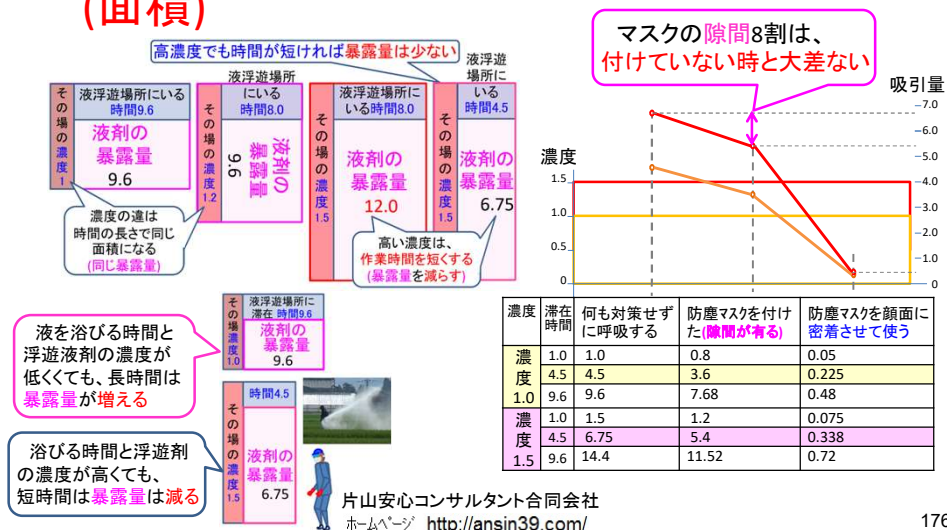 (面積)
高濃度でも時間が短ければ暴露量は少ない
その場の濃度
1
液浮遊場所にいる
時間9.6
液剤の
暴露量
9.6
濃度の違は
時間の長さで同じ
面積になる
(同じ暴露量)
その場の濃度
1.2
液浮遊場所
にいる
時間8.0
液剤の
暴露量
9.6
その場の濃度
1.5
液浮遊場所に
いる時間8.0
液剤の
暴露量
12.0
その場の濃度
1.5
液浮遊
場所に
いる
時間4.5
液剤の
暴露量
6.75
高い濃度は、
作業時間を短くする
(暴露量を減らす)
液を浴びる時間と
浮遊液剤の濃度が
低くくても、長時間は
暴露量が増える
その場濃度
1.0
液浮遊場所に
滞在 時間9.6
液剤の
暴露量
9.6
浴びる時間と浮遊剤
の濃度が高くても、
短時間は暴露量は減る
その場の濃度
1.5
時間4.5
液剤の
暴露量
6.75
マスクの隙間8割は、
付けていない時と大差ない
吸引量
7.0
6.0
5.0
4.0
3.0
2.0
1.0
0
濃度
1.5
1.0
0.5
0
濃度 滞在時間 何も対策せずに呼吸する 防塵マスクを付けた(隙間が有る) 防塵マスクを顔面に密着させて使う
濃度1.0 1.0 1.0 0.8 0.05
4.5 4.5 3.6 0.225
9.6 9.6 7.68 0.48
濃度1.5 1.0 1.5 1.2 0.075
4.5 6.75 5.4 0.338
9.6 14.4 11.52 0.72
片山安心コンサルタント合同会社
ホームページ http://ansin39.com/
176